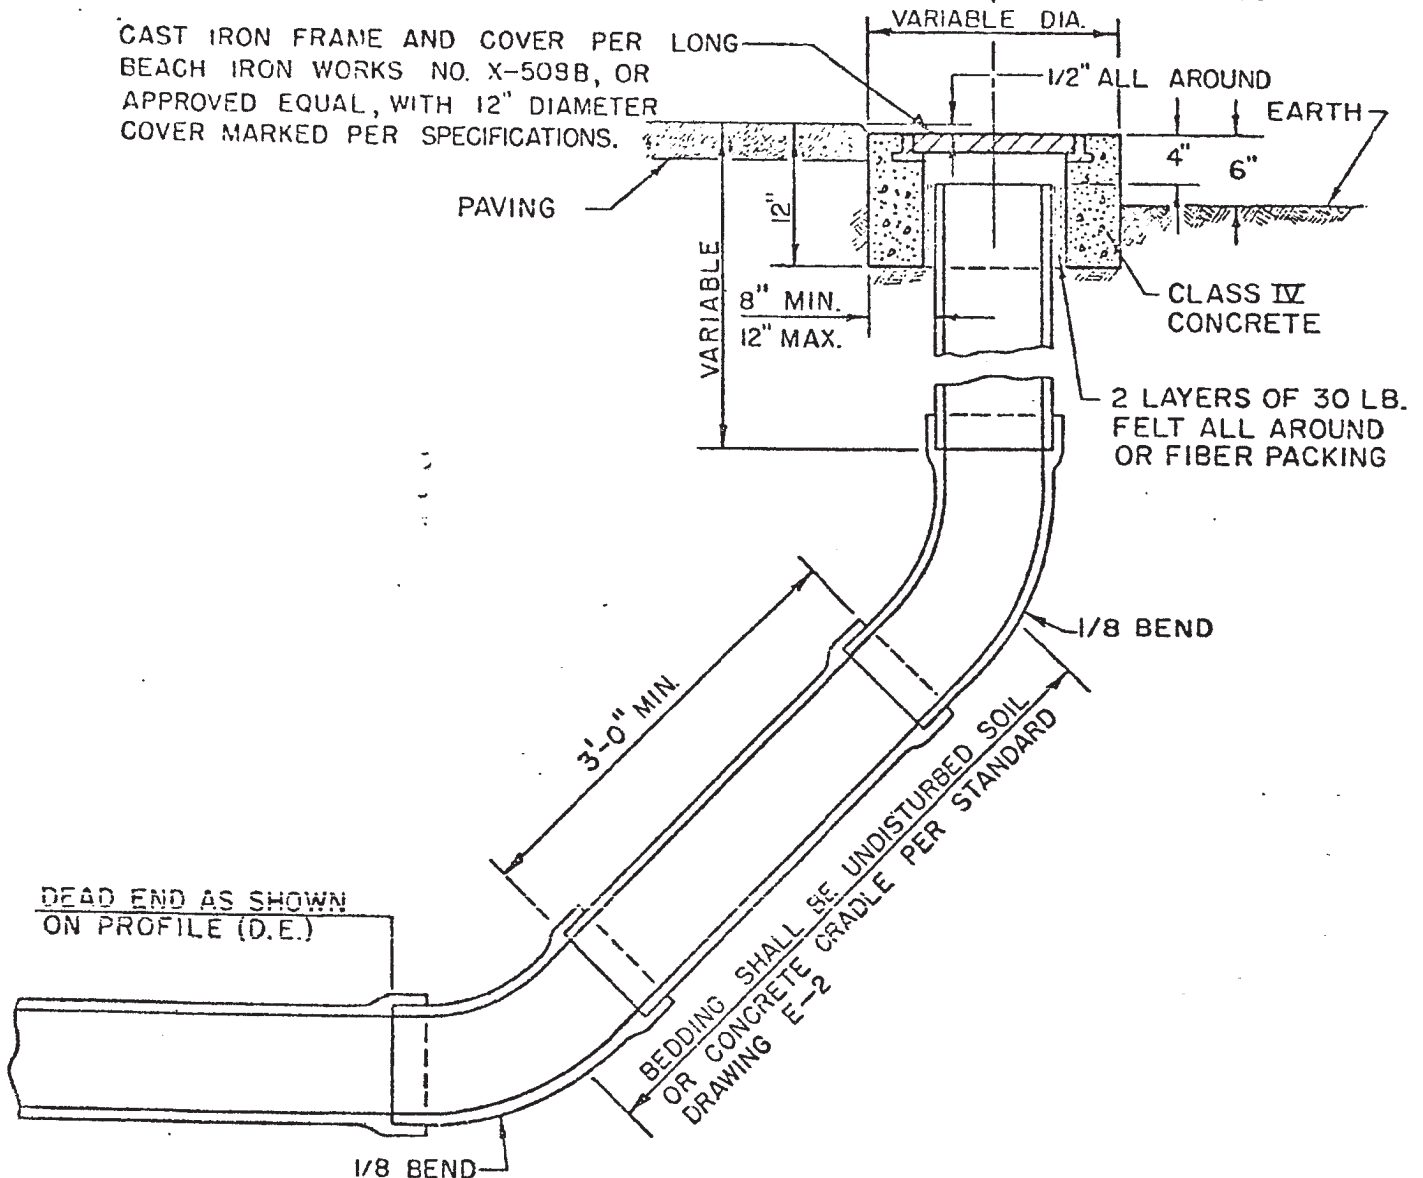 VARIABLE DIA.
CAST IRON FRAME AND COVER PER LONG
BEACH IRON WORKS NO. X-509B, OR
APPROVED EQUAL, WITH 12" DIAMETER
COVER MARKED PER SPECIFICATIONS.
1/2" ALL AROUND
EARTH
4"
6"
PAVING
12"
VARIABLE
8" MIN.
12" MAX.
CLASS IV
CONCRETE
2 LAYERS OF 30 LB.
FELT ALL AROUND
OR FIBER PACKING
1/8 BEND
3'-0" MIN.
BEDDING SHALL BE UNDISTURBED SOIL
OR CONCRETE CRADLE PER STANDARD
DRAWING E-2
DEAD END AS SHOWN
ON PROFILE (D.E.)
1/8 BEND